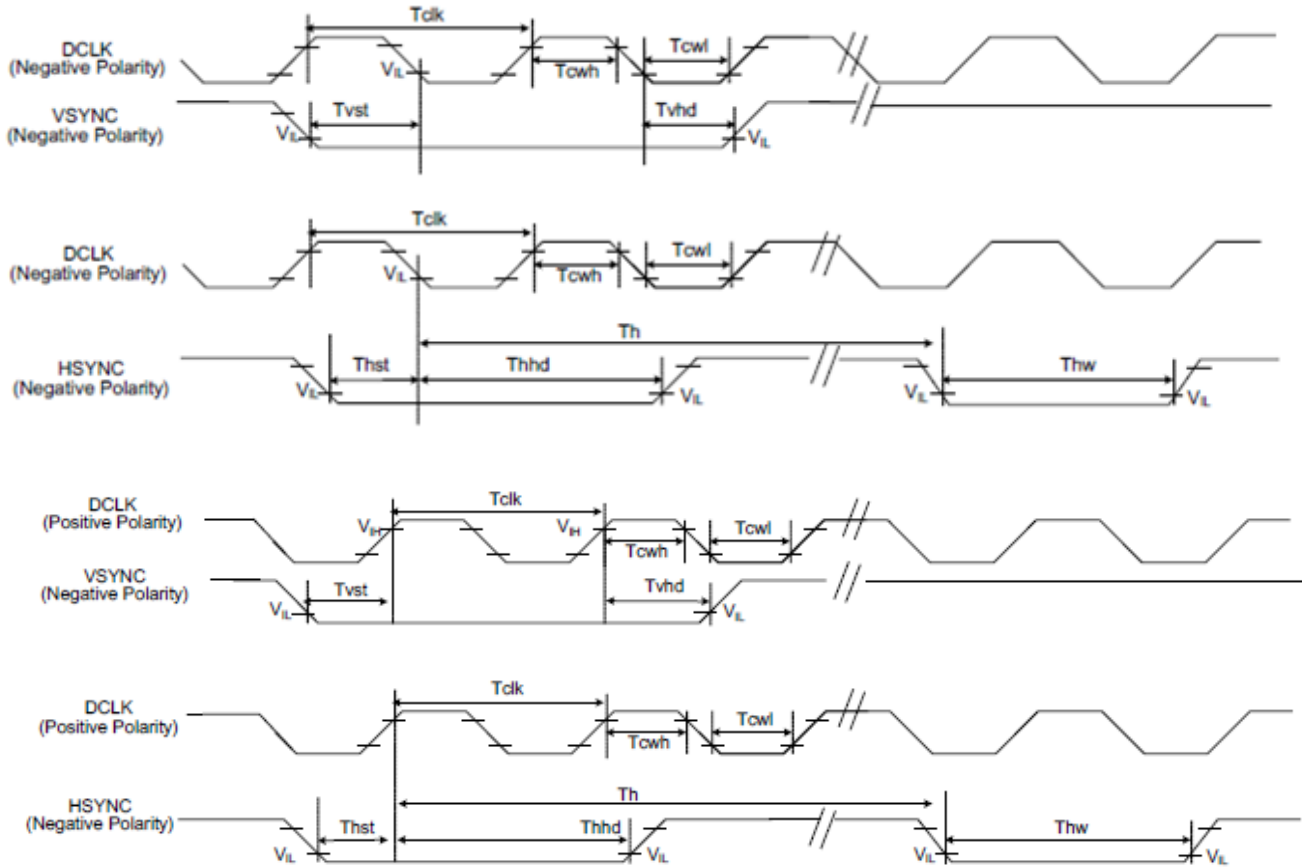 Tclk
DCLK
(Negative Polarity)
VIL
Tcwh
Tcwl
VSYNC
(Negative Polarity)
VIL
Tvst
Tvhd
VIL
Tclk
DCLK
(Negative Polarity)
VIL
Tcwh
Tcwl
Th
HSYNC
(Negative Polarity)
VIL
Thst
Thhd
VIL
VIL
Thw
VIL
DCLK
(Positive Polarity)
VIH
Tclk
VIH
Tcwh
Tcwl
VSYNC
(Negative Polarity)
VIL
Tvst
Tvhd
VIL
DCLK
(Positive Polarity)
Tclk
Tcwh
Tcwl
Th
HSYNC
(Negative Polarity)
VIL
Thst
Thhd
VIL
VIL
Thw
VIL